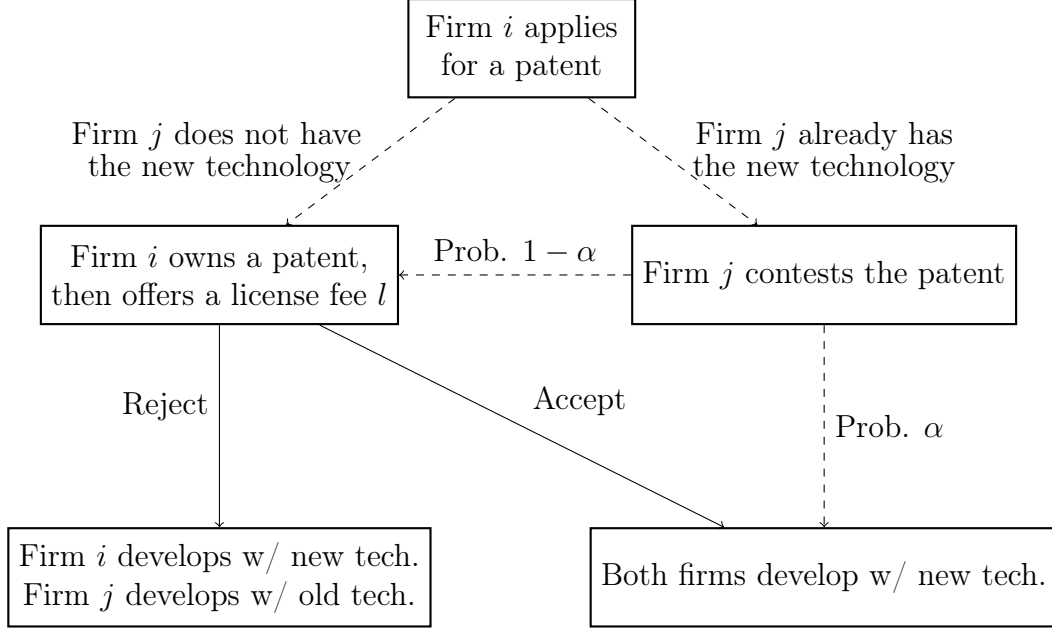 Firm i applies
for a patent
Firm j does not have
the new technology
Firm j already has
the new technology
Firm i owns a patent,
then offers a license fee l
Prob. 1 − α
Firm j contests the patent
Reject
Accept
Prob. α
Firm i develops w/ new tech.
Firm j develops w/ old tech.
Both firms develop w/ new tech.